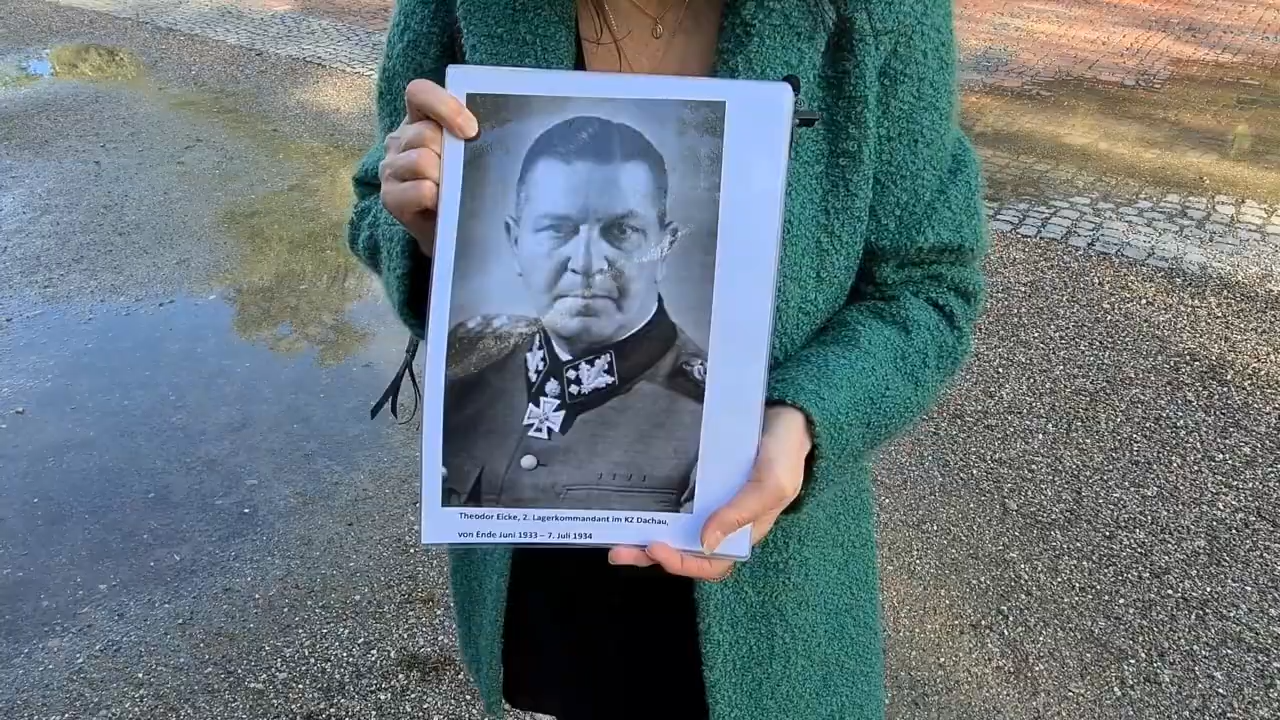 Theodor Eicke, 2. Lagerkommandant im KZ Dachau,
von Ende Juni 1933 – 7. Juli 1934